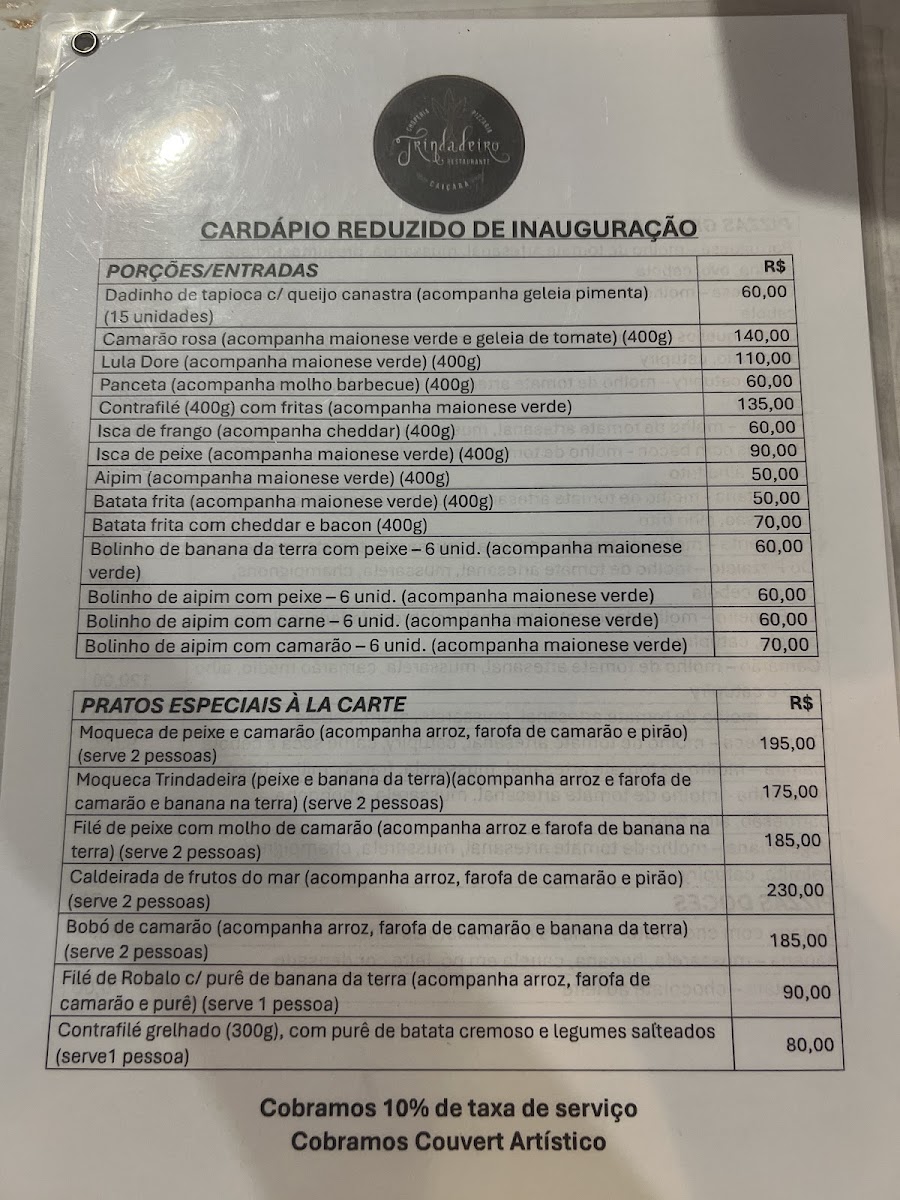 CHOPERIA PIZZARIA
Trindadeiro
RESTAURANTE
CAIÇARA
CARDÁPIO REDUZIDO DE INAUGURAÇÃO
PORÇÕES/ENTRADAS R$
Dadinho de tapioca c/ queijo canastra (acompanha geleia pimenta) 60,00
(15 unidades)
Camarão rosa (acompanha maionese verde e geleia de tomate) (400g) 140,00
Lula Dore (acompanha maionese verde) (400g) 110,00
Panceta (acompanha molho barbecue) (400g) 60,00
Contrafilé (400g) com fritas (acompanha maionese verde) 135,00
Isca de frango (acompanha cheddar) (400g) 60,00
Isca de peixe (acompanha maionese verde) (400g) 90,00
Aipim (acompanha maionese verde) (400g) 50,00
Batata frita (acompanha maionese verde) (400g) 50,00
Batata frita com cheddar e bacon (400g) 70,00
Bolinho de banana da terra com peixe – 6 unid. (acompanha maionese 60,00
verde)
Bolinho de aipim com peixe – 6 unid. (acompanha maionese verde) 60,00
Bolinho de aipim com carne – 6 unid. (acompanha maionese verde) 60,00
Bolinho de aipim com camarão – 6 unid. (acompanha maionese verde) 70,00
PRATOS ESPECIAIS À LA CARTE R$
Moqueca de peixe e camarão (acompanha arroz, farofa de camarão e pirão) 195,00
(serve 2 pessoas)
Moqueca Trindadeira (peixe e banana da terra)(acompanha arroz e farofa de 175,00
camarão e banana na terra) (serve 2 pessoas)
Filé de peixe com molho de camarão (acompanha arroz e farofa de banana na 185,00
terra) (serve 2 pessoas)
Caldeirada de frutos do mar (acompanha arroz, farofa de camarão e pirão) 230,00
(serve 2 pessoas)
Bobó de camarão (acompanha arroz, farofa de camarão e banana da terra) 185,00
(serve 2 pessoas)
Filé de Robalo c/ purê de banana da terra (acompanha arroz, farofa de 90,00
camarão e purê) (serve 1 pessoa)
Contrafilé grelhado (300g), com purê de batata cremoso e legumes salteados 80,00
(serve1 pessoa)
Cobramos 10% de taxa de serviço
Cobramos Couvert Artístico